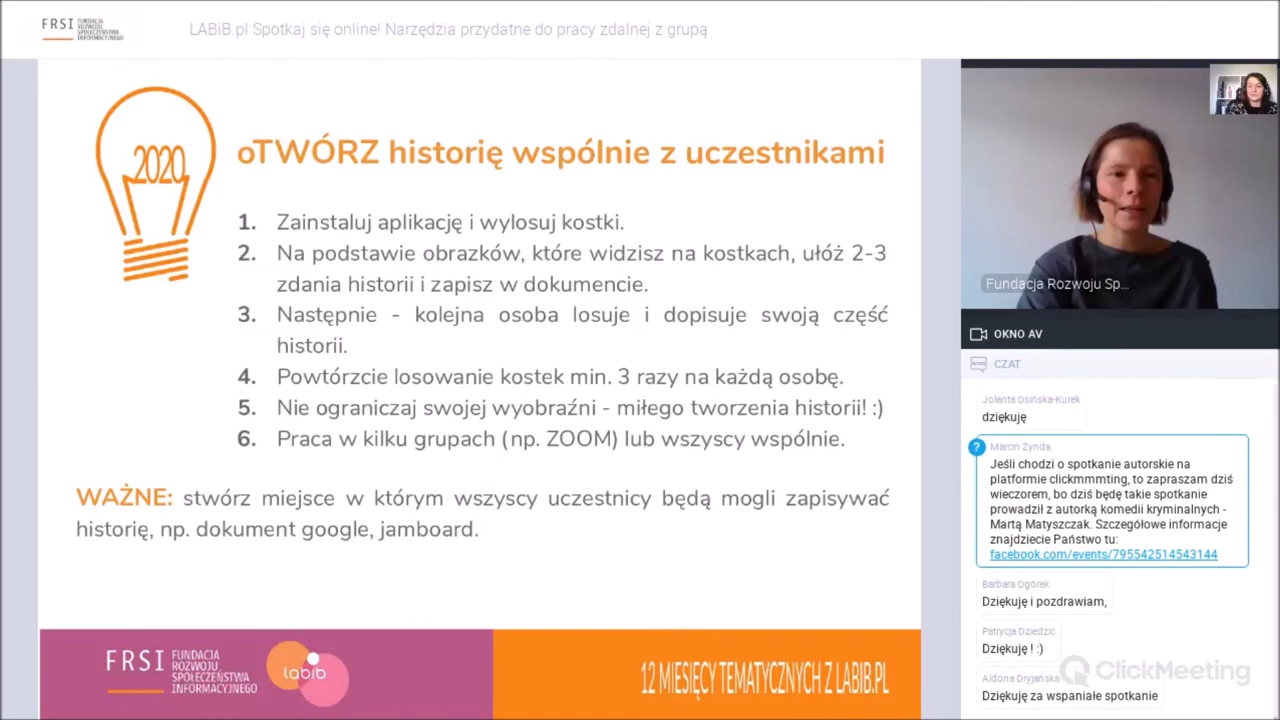 FRSI FUNDACJA
ROZWOJU
SPOŁECZEŃSTWA
INFORMACYJNEGO
LABiB.pl Spotkaj się online! Narzędzia przydatne do pracy zdalnej z grupą
2020
oTWÓRZ historię wspólnie z uczestnikami
1. Zainstaluj aplikację i wylosuj kostki.
2. Na podstawie obrazków, które widzisz na kostkach, ułóż 2-3
zdania historii i zapisz w dokumencie.
3. Następnie - kolejna osoba losuje i dopisuje swoją część
historii.
4. Powtórzcie losowanie kostek min. 3 razy na każdą osobę.
5. Nie ograniczaj swojej wyobraźni - miłego tworzenia historii! :)
6. Praca w kilku grupach (np. ZOOM) lub wszyscy wspólnie.
WAŻNE: stwórz miejsce w którym wszyscy uczestnicy będą mogli zapisywać
historię, np. dokument google, jamboard.
FRSI FUNDACJA
ROZWOJU
SPOŁECZEŃSTWA
INFORMACYJNEGO
labib
12 MIESIĘCY TEMATYCZNYCH Z LABIB.PL
Fundacja Rozwoju Sp...
OKNO AV
CZAT
Jolanta Osińska-Kurek
dziękuję
?
Marcin Żynda
Jeśli chodzi o spotkanie autorskie na
platformie clickmmmting, to zapraszam dziś
wieczorem, bo dziś będę takie spotkanie
prowadził z autorką komedii kryminalnych -
Martą Matyszczak. Szczegółowe informacje
znajdziecie Państwo tu:
facebook.com/events/795542514543144
Barbara Ogórek
Dziękuję i pozdrawiam,
Patrycja Dziedzic
Dziękuję ! :)
Aldona Dryjańska
Dziękuję za wspaniałe spotkanie
ClickMeeting